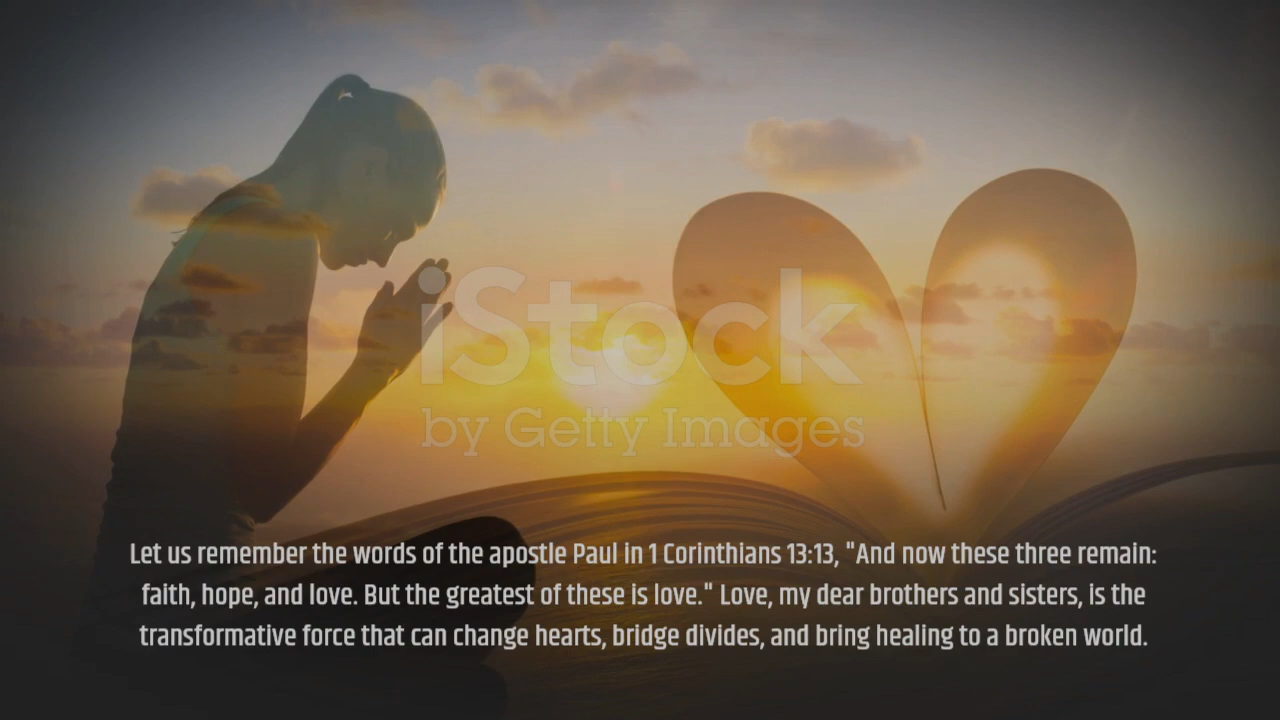 iStock
by Getty Images
Let us remember the words of the apostle Paul in 1 Corinthians 13:13, "And now these three remain:
faith, hope, and love. But the greatest of these is love." Love, my dear brothers and sisters, is the
transformative force that can change hearts, bridge divides, and bring healing to a broken world.